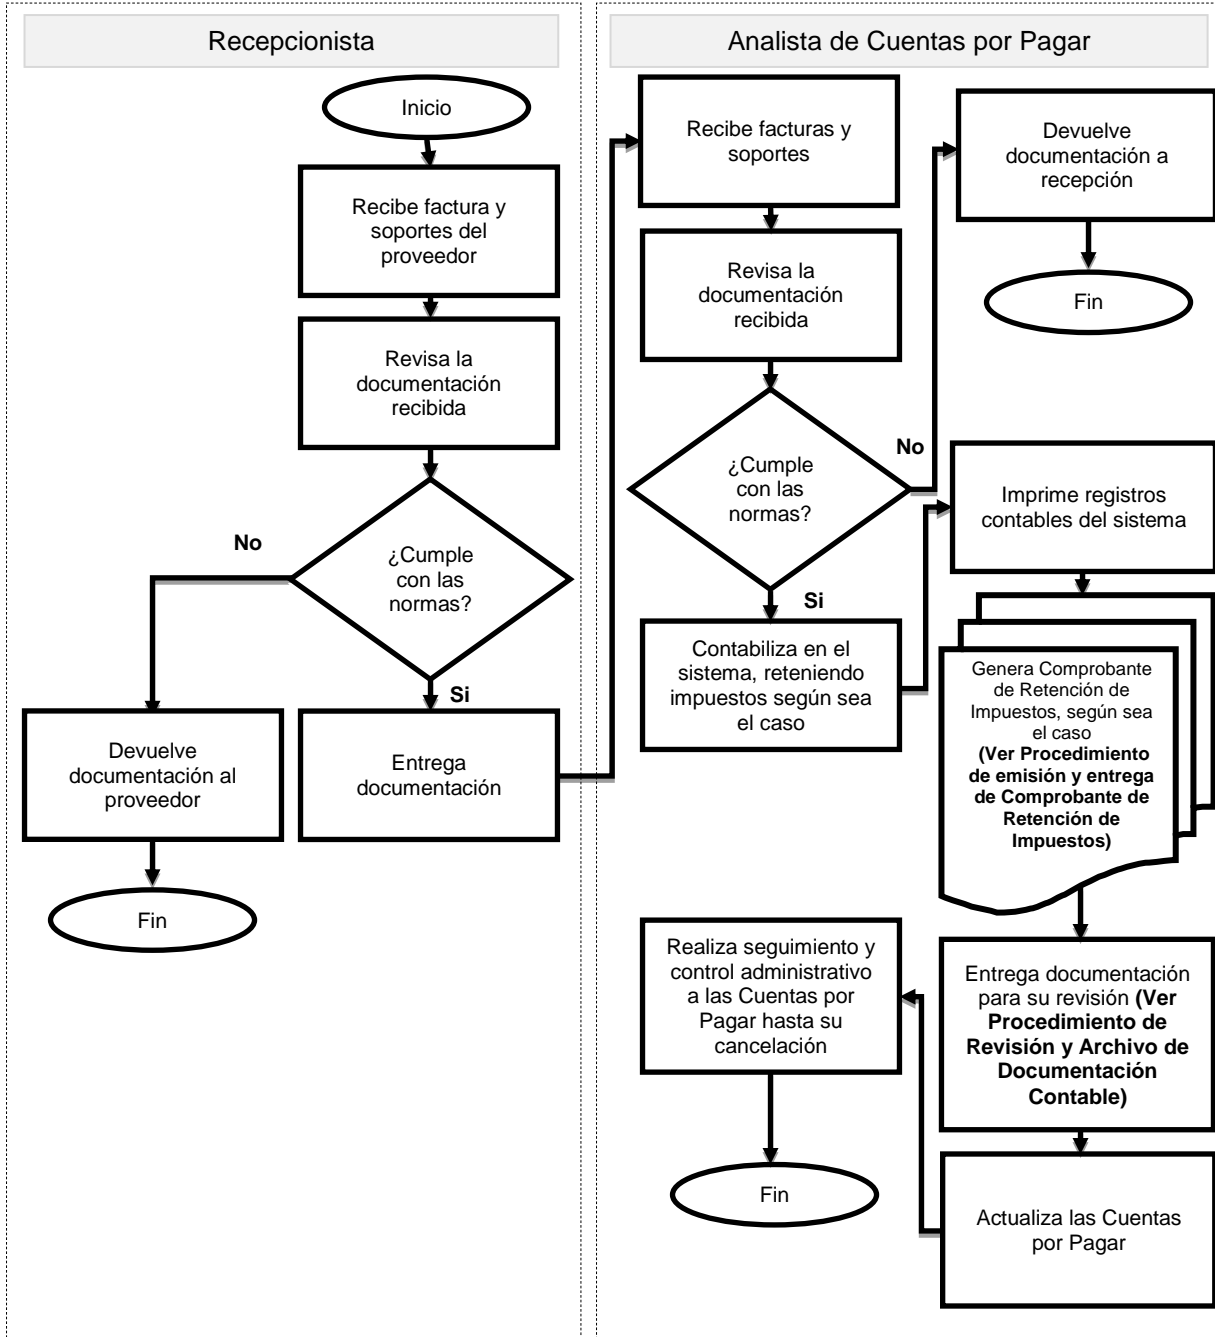 Recepcionista
Inicio
Recibe factura y
soportes del
proveedor
Revisa la
documentación
recibida
¿Cumple
con las
normas?
No
Si
Devuelve
documentación al
proveedor
Entrega
documentación
Fin
Analista de Cuentas por Pagar
Recibe facturas y
soportes
Revisa la
documentación
recibida
¿Cumple
con las
normas?
No
Devuelve
documentación a
recepción
Fin
Si
Contabiliza en el
sistema, reteniendo
impuestos según sea
el caso
Imprime registros
contables del sistema
Genera Comprobante
de Retención de
Impuestos, según sea
el caso
(Ver Procedimiento
de emisión y entrega
de Comprobante de
Retención de
Impuestos)
Entrega documentación
para su revisión (Ver
Procedimiento de
Revisión y Archivo de
Documentación
Contable)
Actualiza las Cuentas
por Pagar
Realiza seguimiento y
control administrativo
a las Cuentas por
Pagar hasta su
cancelación
Fin